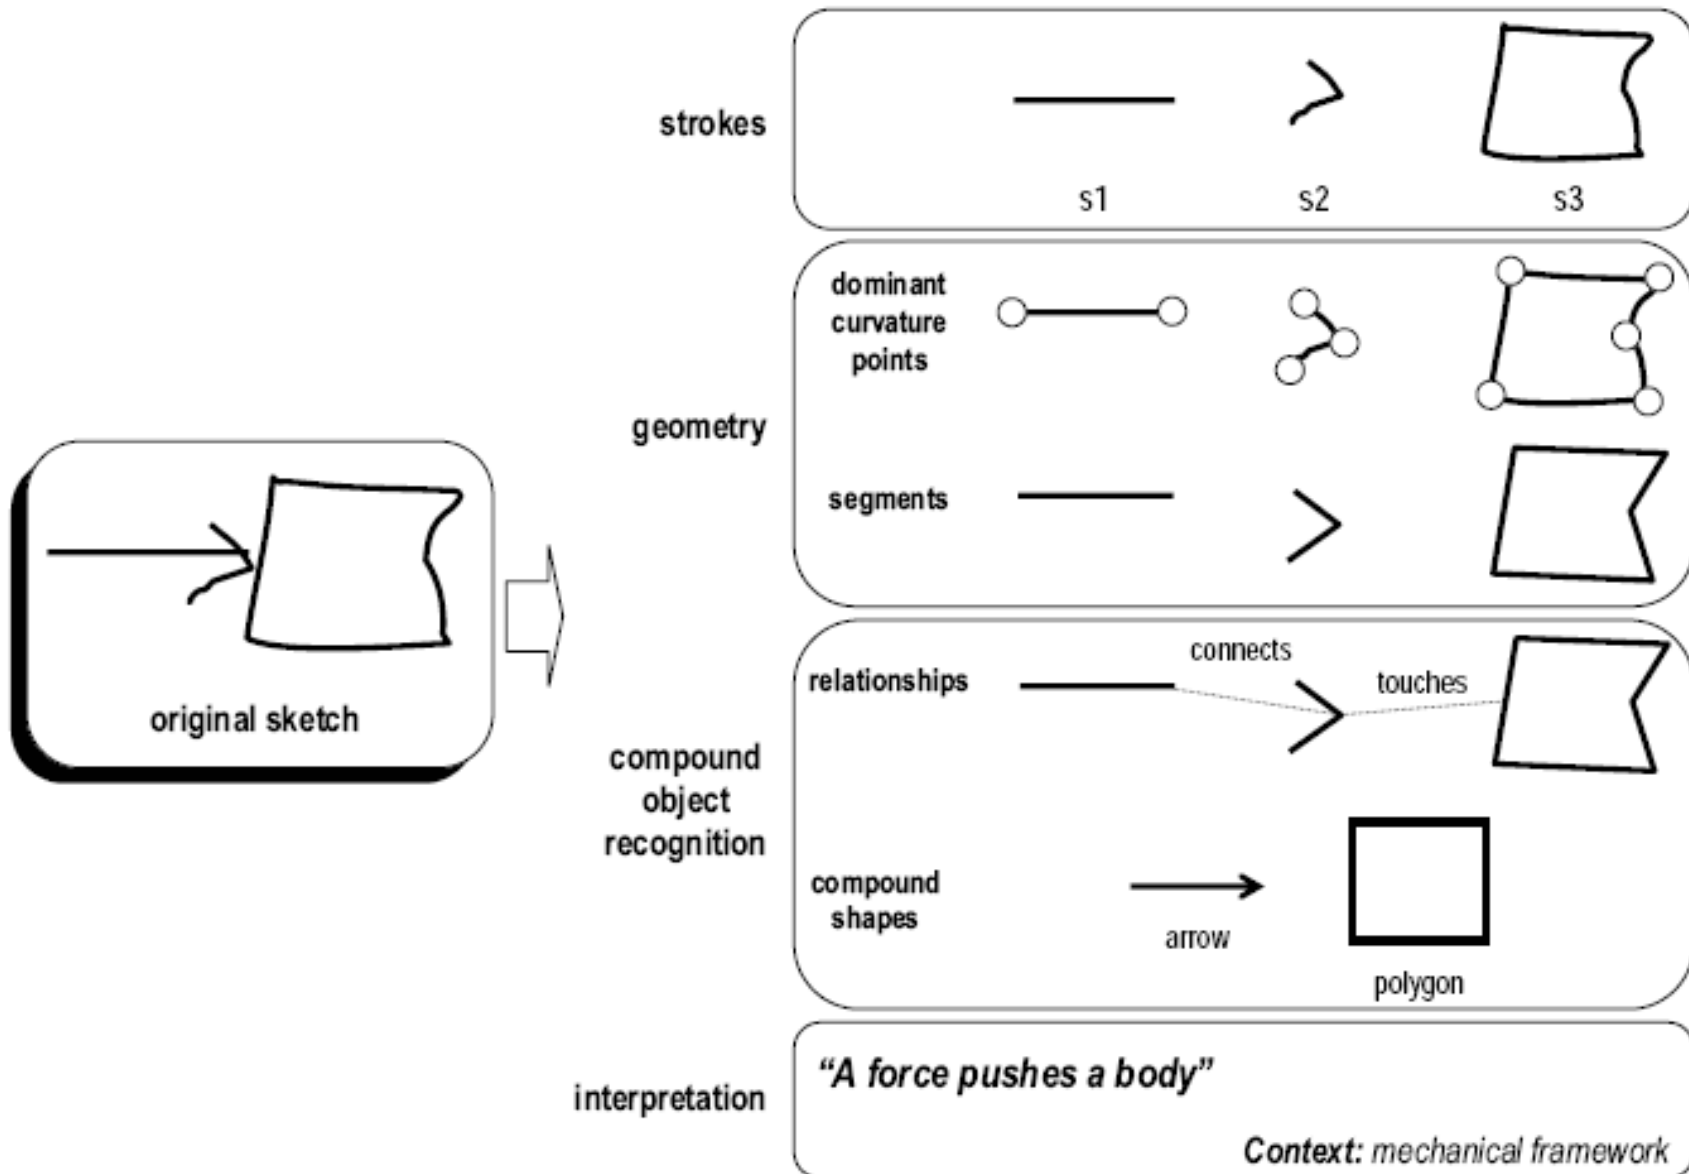 strokes
s1
s2
s3
dominant
curvature
points
geometry
segments
original sketch
relationships
connects
touches
compound
object
recognition
compound
shapes
arrow
polygon
interpretation
“A force pushes a body”
Context: mechanical framework